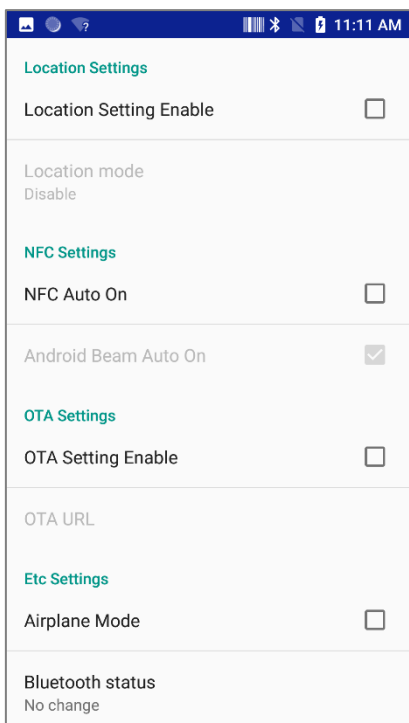 11:11 AM
Location Settings
Location Setting Enable
Location mode
Disable
NFC Settings
NFC Auto On
Android Beam Auto On
OTA Settings
OTA Setting Enable
OTA URL
Etc Settings
Airplane Mode
Bluetooth status
No change